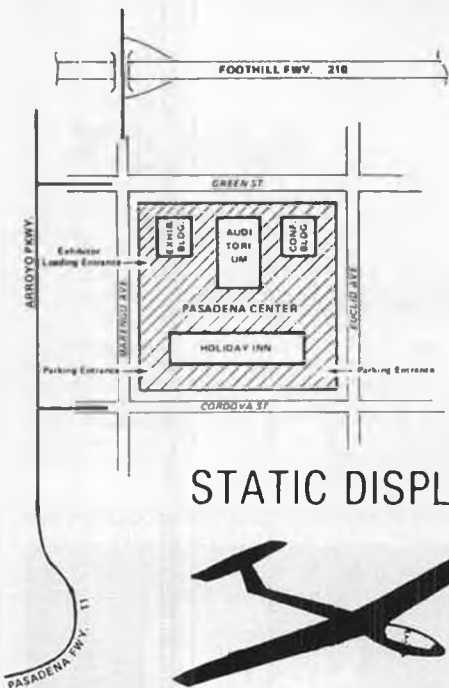 FOOTHILL FWY. 210
GREEN ST.
EXHIB. BLDG.
AUDI
TORI
UM
CONF. BLDG
Exhibitor
Loading Entrance
ARROYO PKWY.
MARENGO AVE.
EUCLID AVE
PASADENA CENTER
HOLIDAY INN
Parking Entrance
Parking Entrance
CORDOVA ST
STATIC DISPL
PASADENA FWY. 11